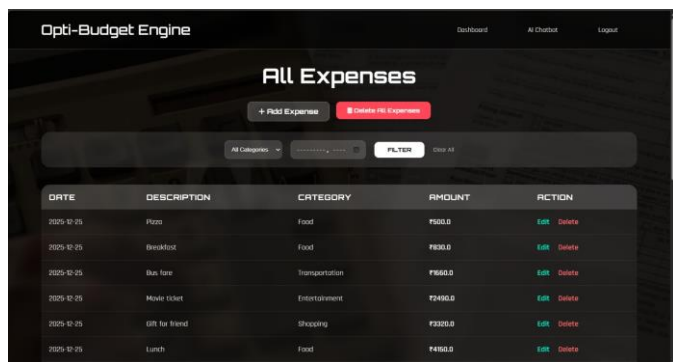 Opti-Budget Engine Dashboard AI Chatbot Logout
All Expenses
+ Add Expense Delete All Expenses
All Categories ---------, ---- FILTER Clear All
DATE DESCRIPTION CATEGORY AMOUNT ACTION
2025-12-25 Pizza Food ₹500.0 Edit Delete
2025-12-25 Breakfast Food ₹830.0 Edit Delete
2025-12-25 Bus fare Transportation ₹1660.0 Edit Delete
2025-12-25 Movie ticket Entertainment ₹2490.0 Edit Delete
2025-12-25 Gift for friend Shopping ₹3320.0 Edit Delete
2025-12-25 Lunch Food ₹4150.0 Edit Delete